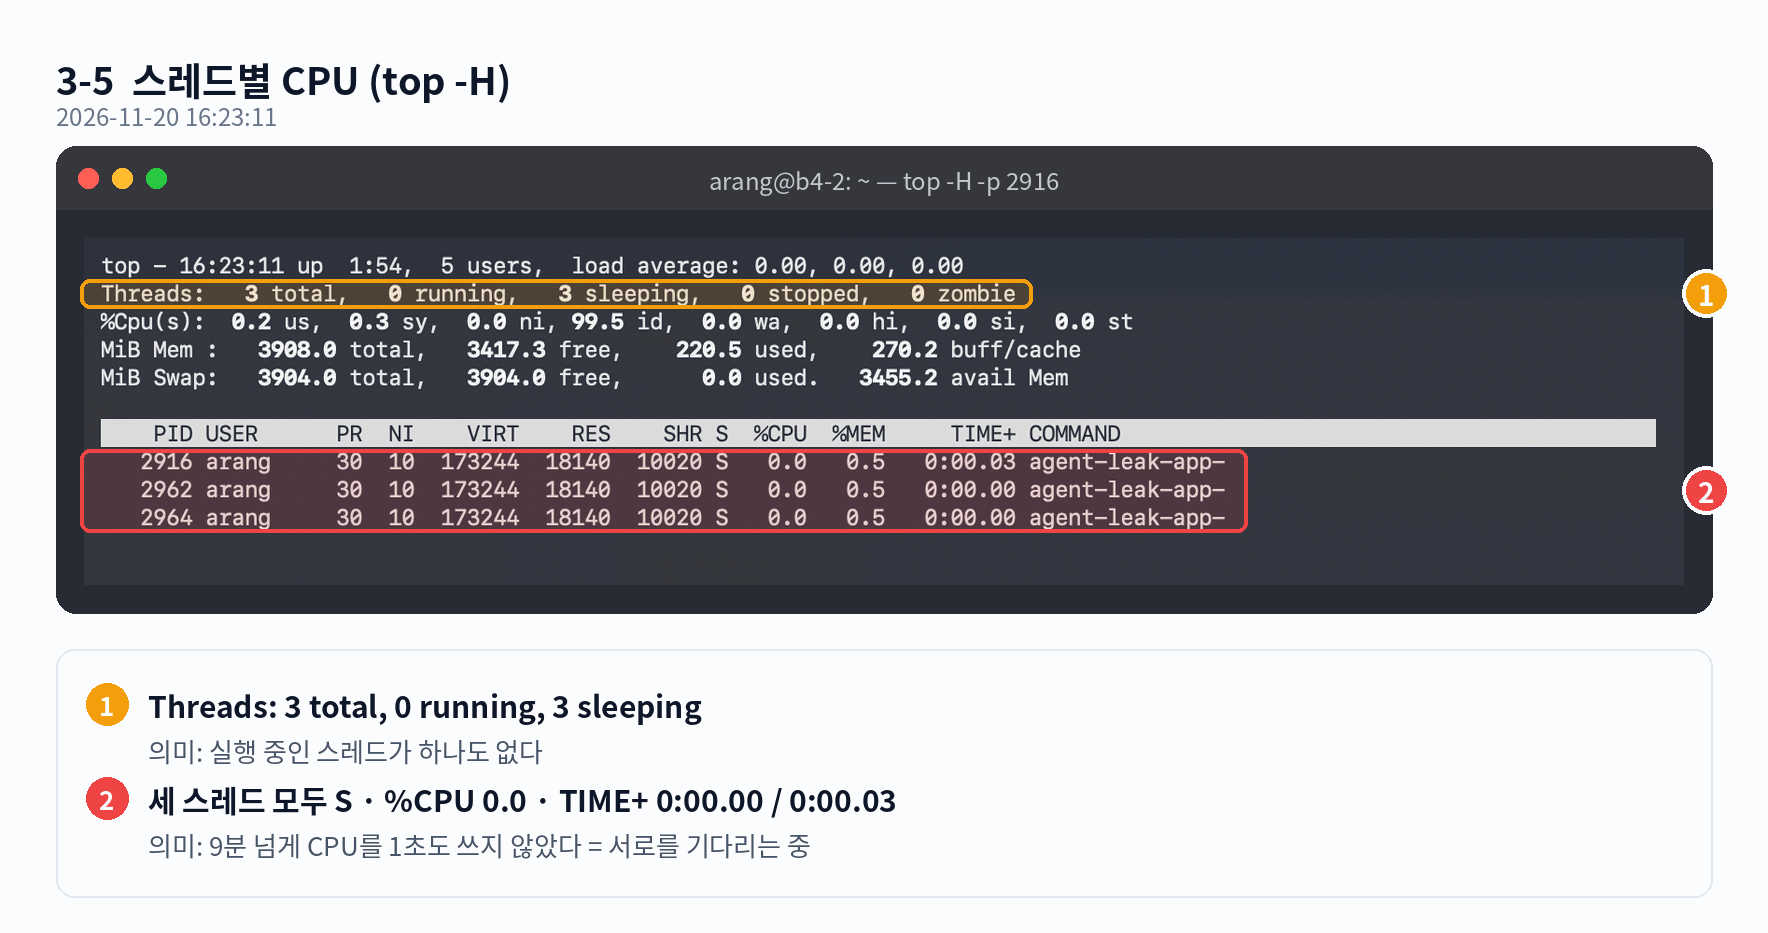 3-5 스레드별 CPU (top -H)
2026-11-20 16:23:11
arang@b4-2: ~ — top -H -p 2916
top - 16:23:11 up  1:54,  5 users,  load average: 0.00, 0.00, 0.00
Threads:   3 total,   0 running,   3 sleeping,   0 stopped,   0 zombie
1
%Cpu(s):  0.2 us,  0.3 sy,  0.0 ni, 99.5 id,  0.0 wa,  0.0 hi,  0.0 si,  0.0 st
MiB Mem :   3908.0 total,   3417.3 free,    220.5 used,    270.2 buff/cache
MiB Swap:   3904.0 total,   3904.0 free,      0.0 used.   3455.2 avail Mem
PID USER      PR  NI    VIRT    RES    SHR S  %CPU  %MEM     TIME+ COMMAND
2916 arang     30  10  173244  18140  10020 S   0.0   0.5   0:00.03 agent-leak-app-
2962 arang     30  10  173244  18140  10020 S   0.0   0.5   0:00.00 agent-leak-app-
2
2964 arang     30  10  173244  18140  10020 S   0.0   0.5   0:00.00 agent-leak-app-
1 Threads: 3 total, 0 running, 3 sleeping
의미: 실행 중인 스레드가 하나도 없다
2 세 스레드 모두 S · %CPU 0.0 · TIME+ 0:00.00 / 0:00.03
의미: 9분 넘게 CPU를 1초도 쓰지 않았다 = 서로를 기다리는 중